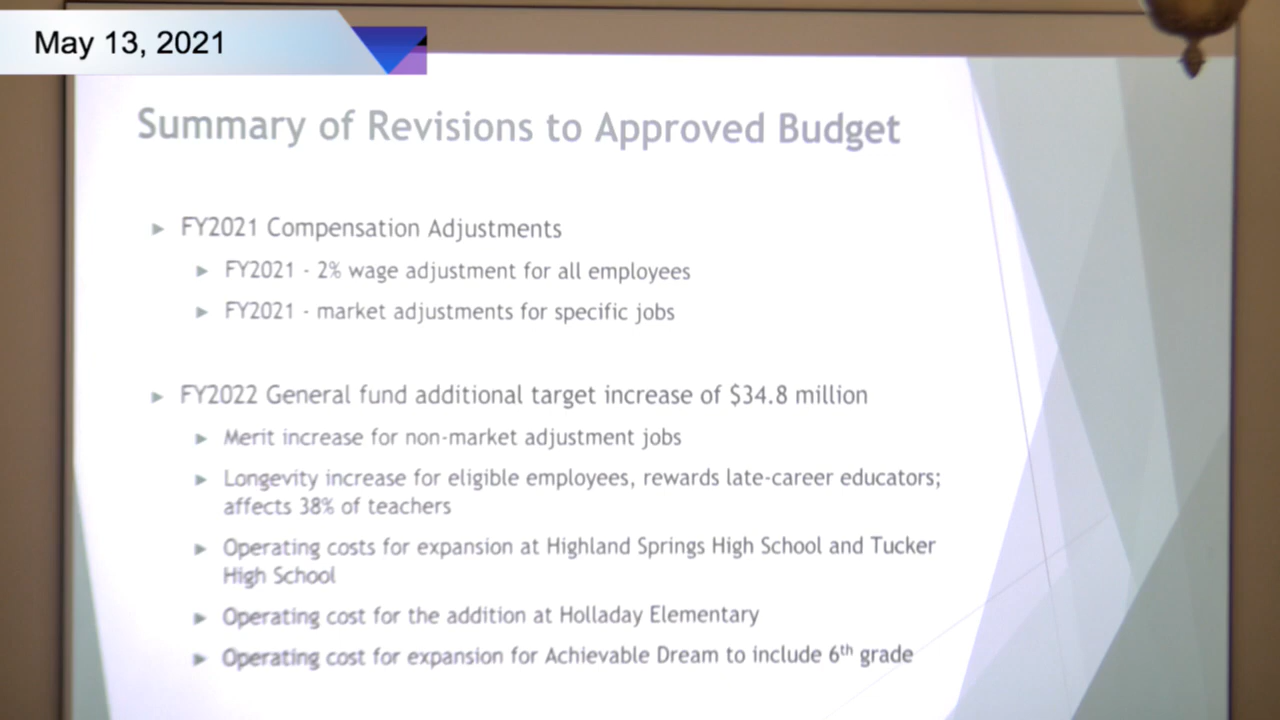 May 13, 2021
Summary of Revisions to Approved Budget
► FY2021 Compensation Adjustments
► FY2021 - 2% wage adjustment for all employees
► FY2021 - market adjustments for specific jobs
► FY2022 General fund additional target increase of $34.8 million
► Merit increase for non-market adjustment jobs
► Longevity increase for eligible employees, rewards late-career educators;
affects 38% of teachers
► Operating costs for expansion at Highland Springs High School and Tucker
High School
► Operating cost for the addition at Holladay Elementary
► Operating cost for expansion for Achievable Dream to include 6th grade